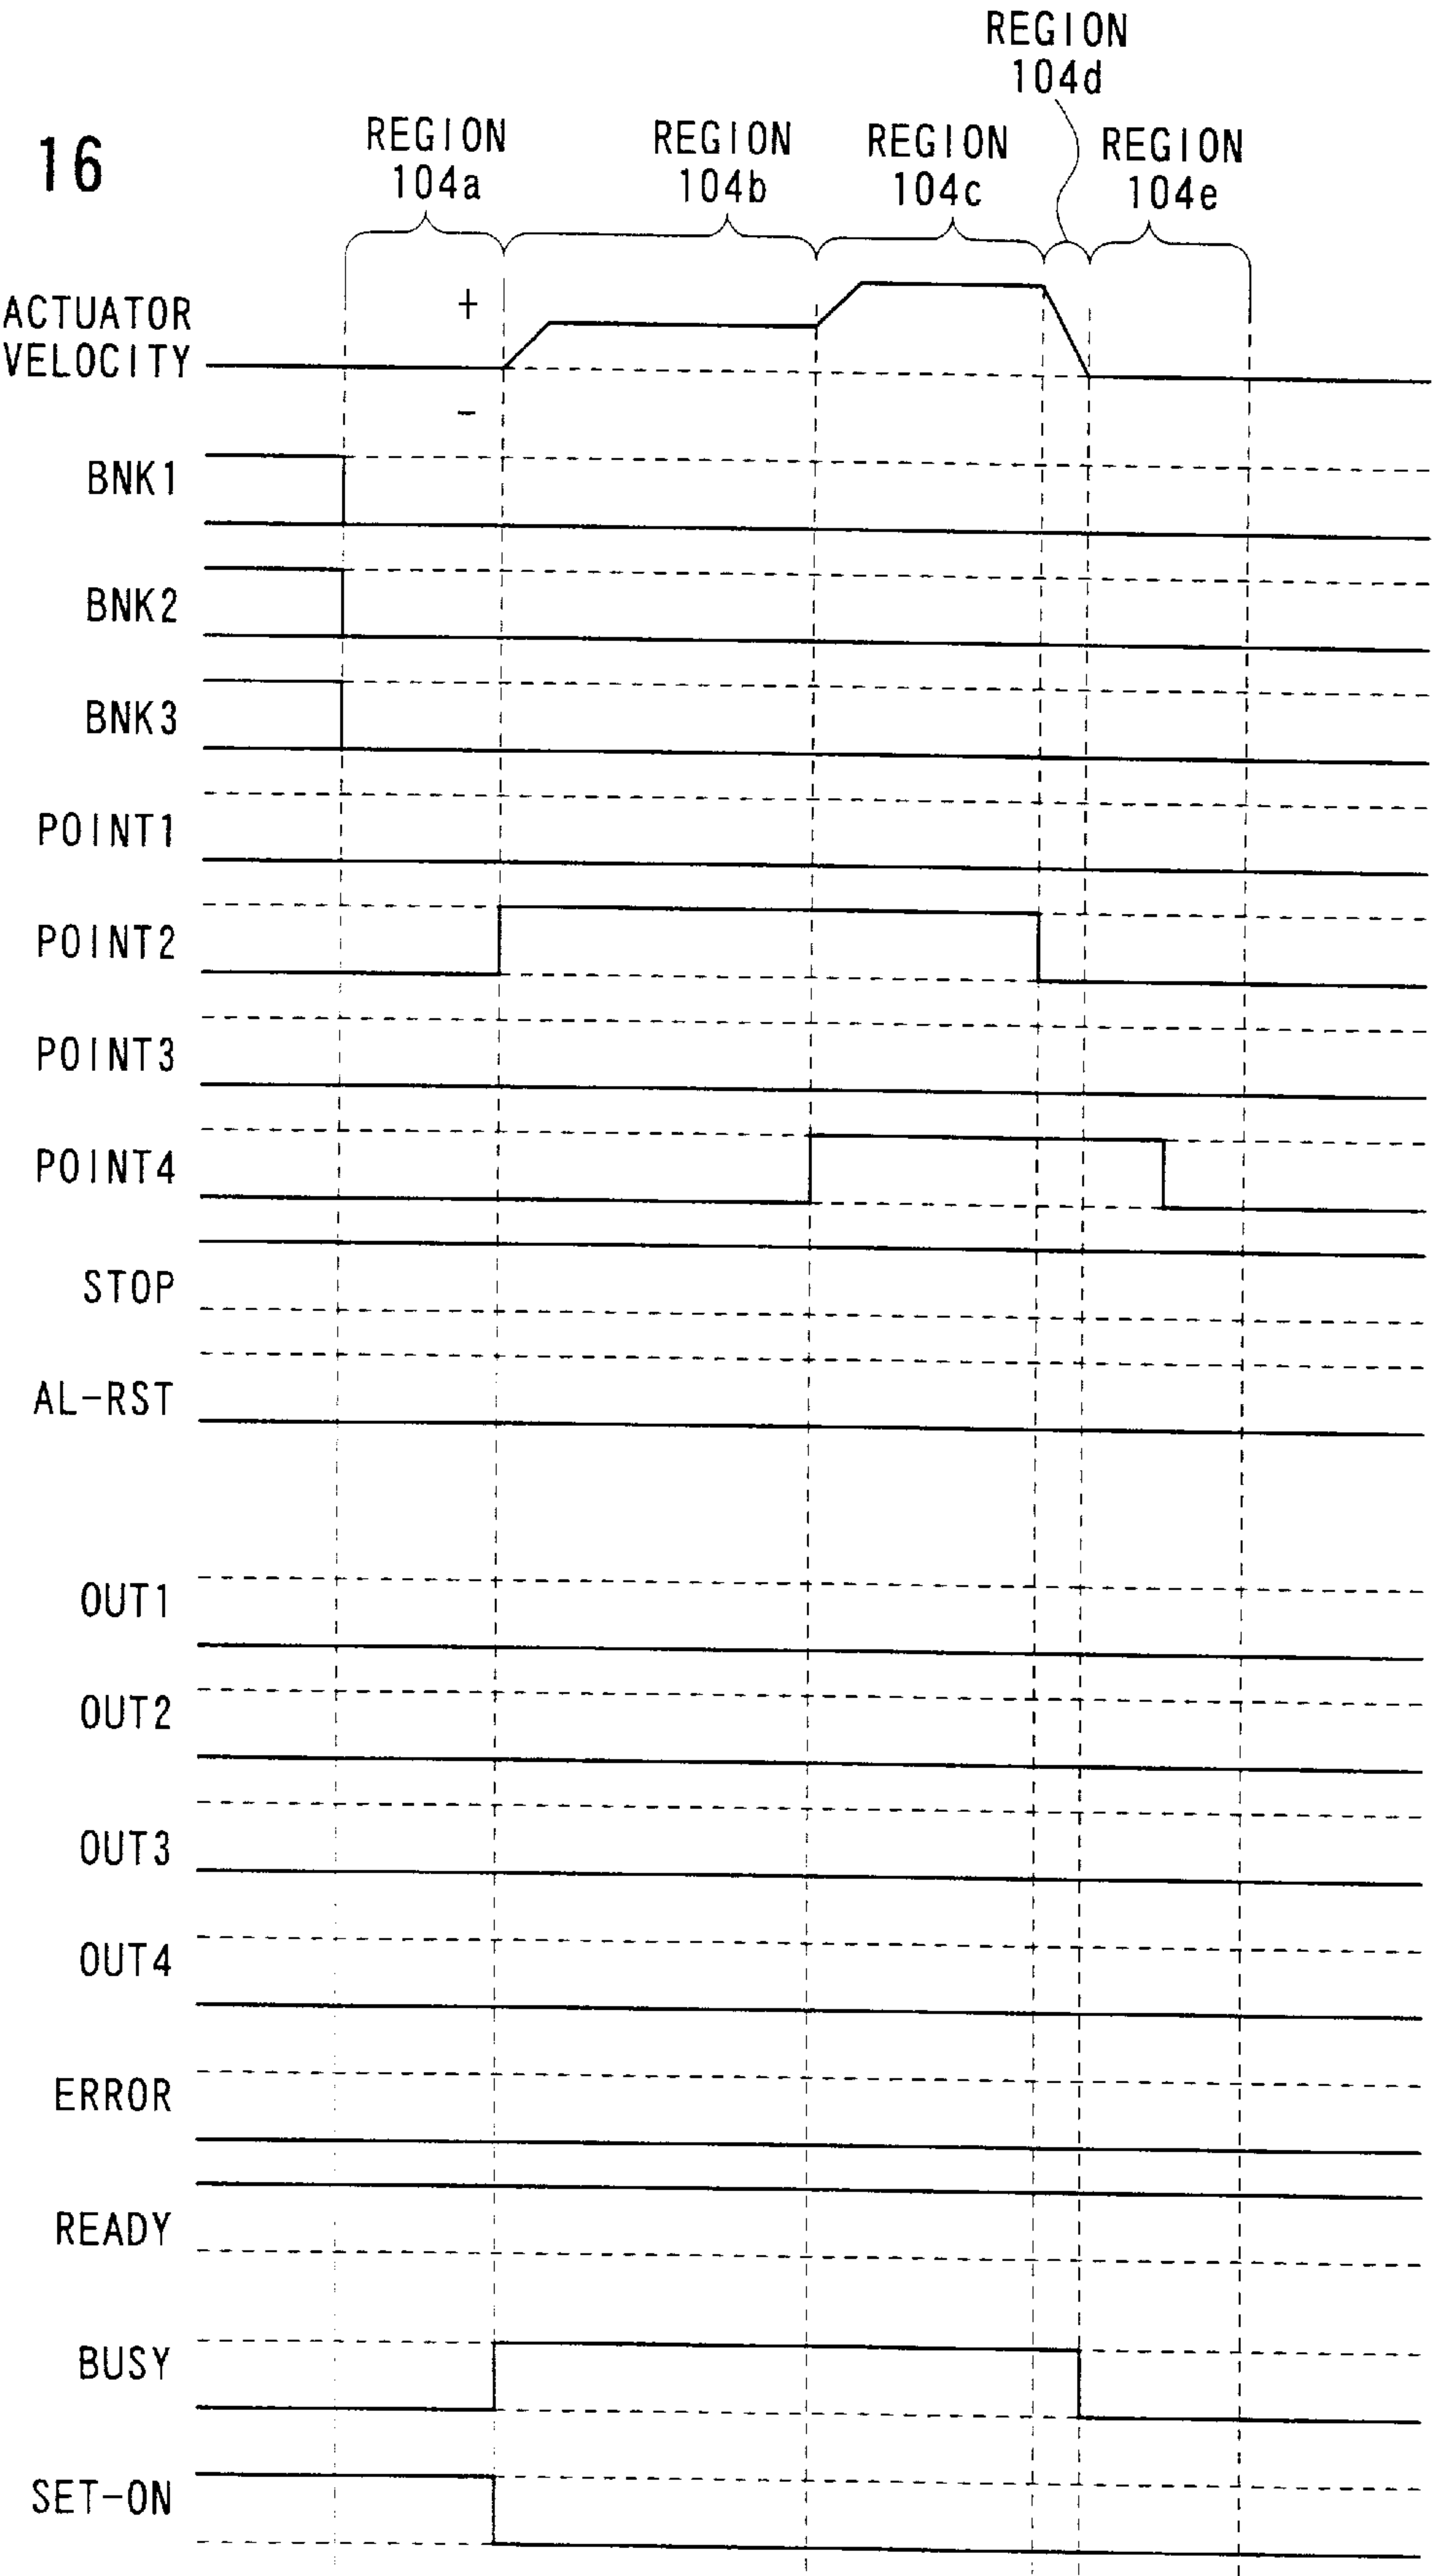 REGION
104d
16
REGION
104a
REGION
104b
REGION
104c
REGION
104e
ACTUATOR
VELOCITY
+
-
BNK1
BNK2
BNK3
POINT1
POINT2
POINT3
POINT4
STOP
AL-RST
OUT1
OUT2
OUT3
OUT4
ERROR
READY
BUSY
SET-ON